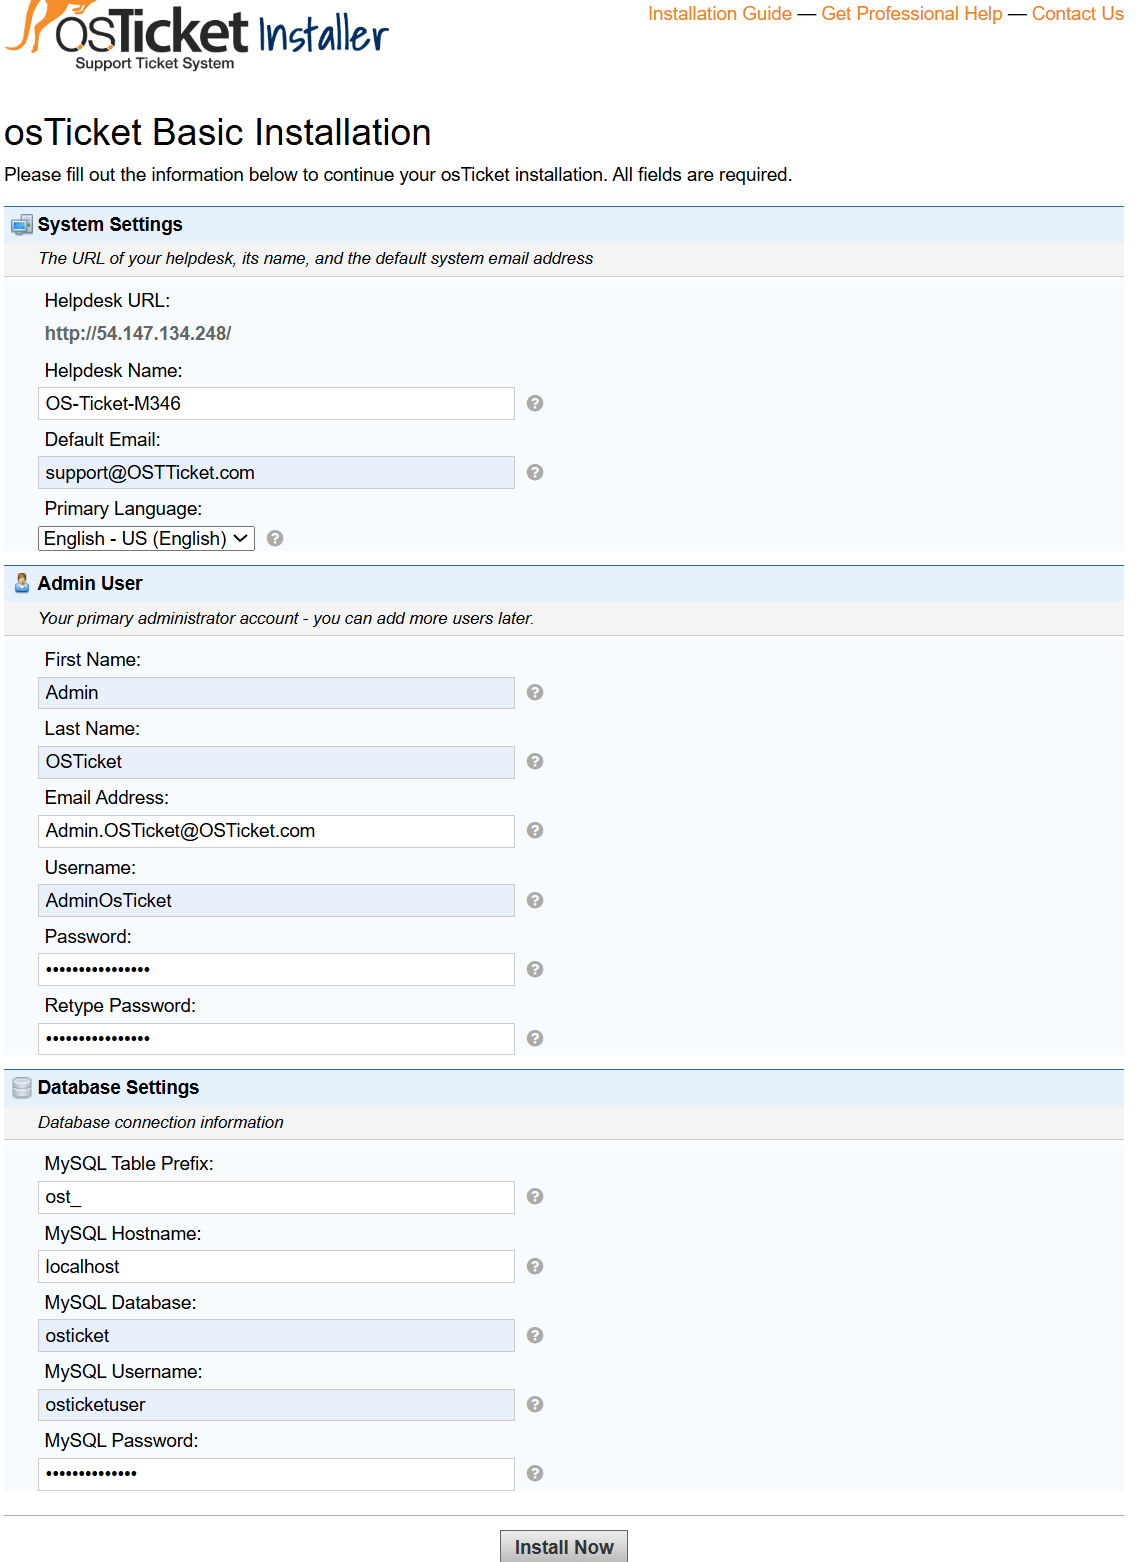 osTicket Installer
Support Ticket System
Installation Guide — Get Professional Help — Contact Us
osTicket Basic Installation
Please fill out the information below to continue your osTicket installation. All fields are required.
System Settings
The URL of your helpdesk, its name, and the default system email address
Helpdesk URL:
http://54.147.134.248/
Helpdesk Name:
OS-Ticket-M346
Default Email:
support@OSTTicket.com
Primary Language:
English - US (English)
Admin User
Your primary administrator account - you can add more users later.
First Name:
Admin
Last Name:
OSTicket
Email Address:
Admin.OSTicket@OSTicket.com
Username:
AdminOsTicket
Password:
••••••••••••••••
Retype Password:
••••••••••••••••
Database Settings
Database connection information
MySQL Table Prefix:
ost_
MySQL Hostname:
localhost
MySQL Database:
osticket
MySQL Username:
osticketuser
MySQL Password:
••••••••••••••
Install Now